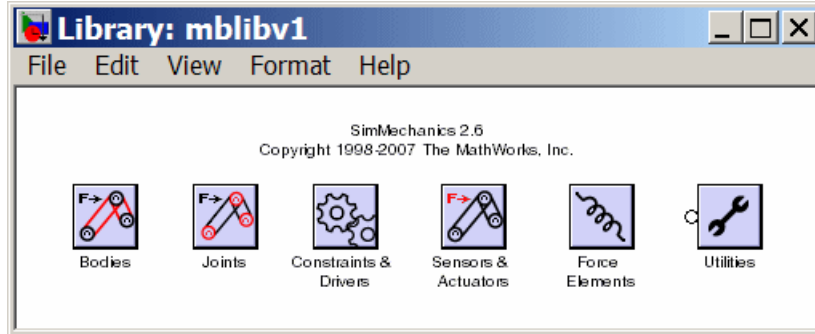 Library: mblibv1
File Edit View Format Help
SimMechanics 2.6
Copyright 1998-2007 The MathWorks, Inc.
F→ F→ F→
Bodies Joints Constraints & Sensors & Force Utilities
Drivers Actuators Elements